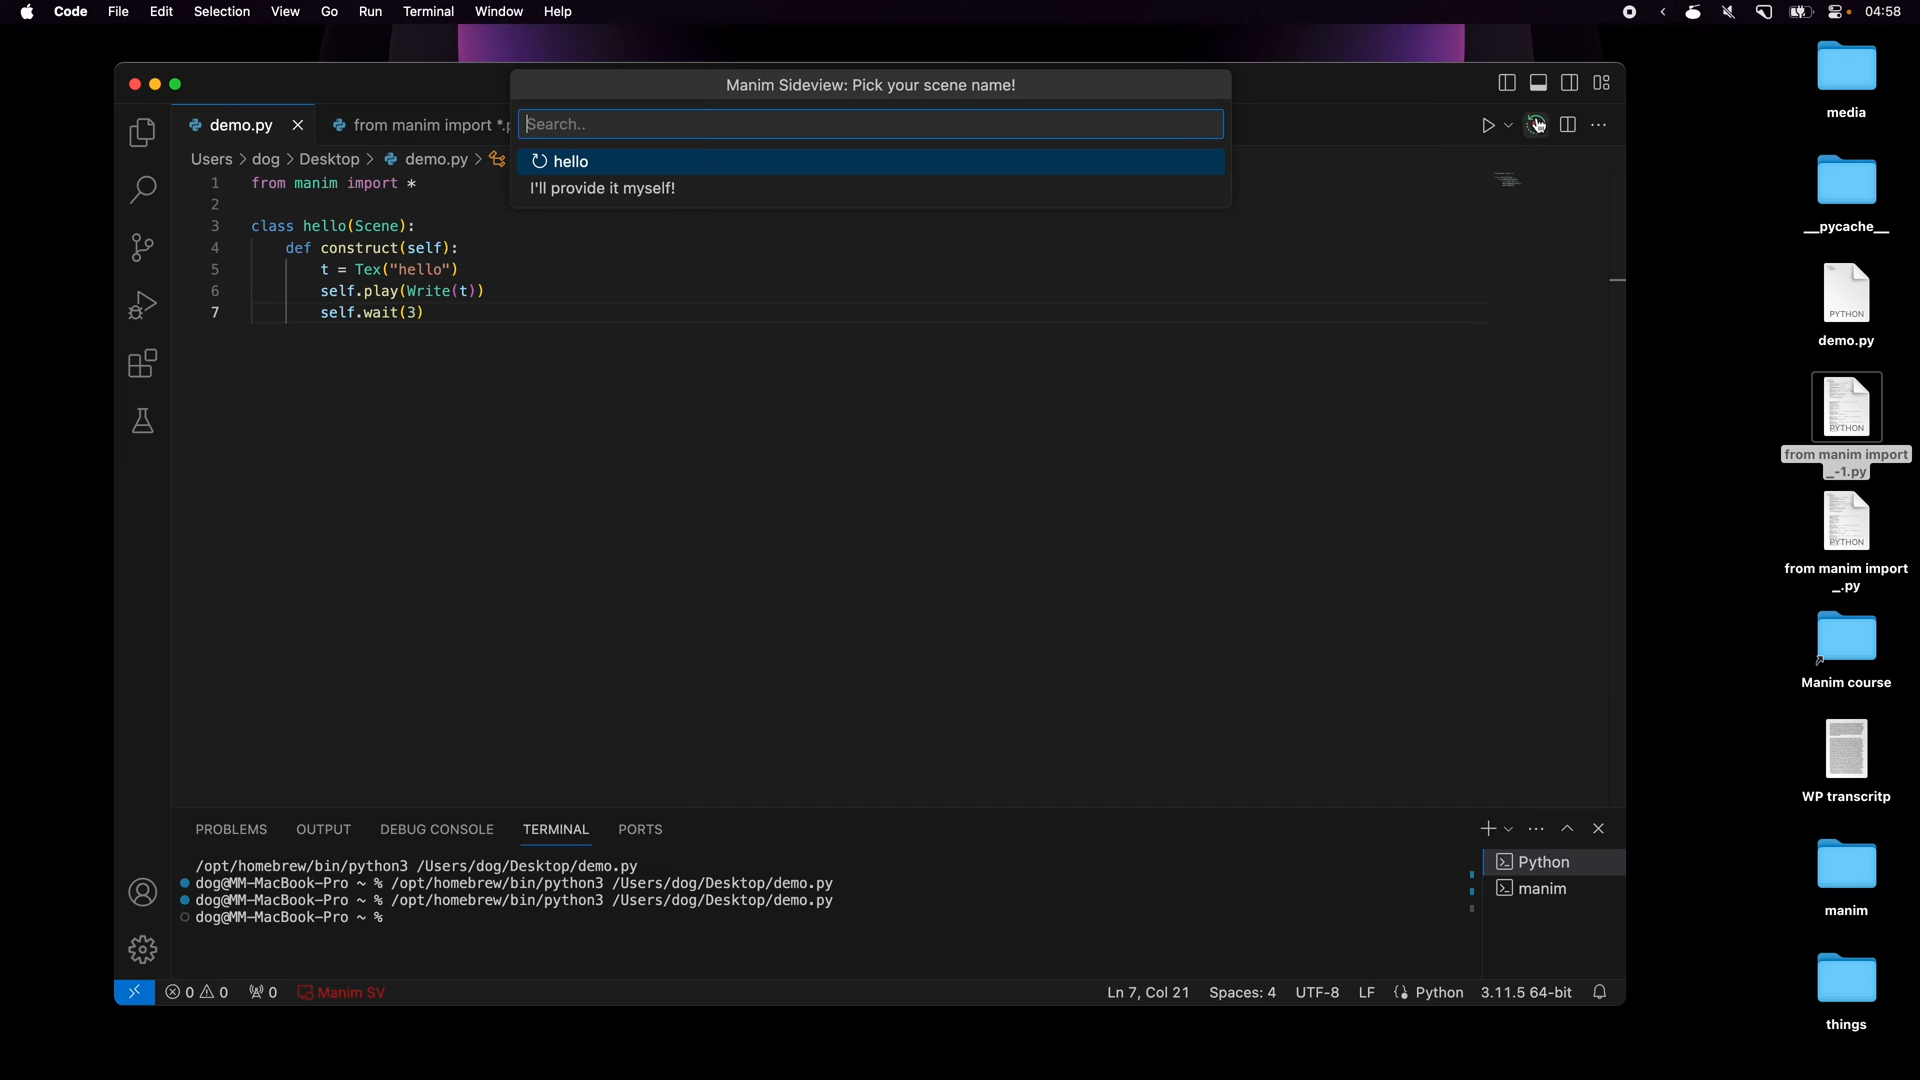 Code File Edit Selection View Go Run Terminal Window Help
04:58
Manim Sideview: Pick your scene name!
Search..
hello
I'll provide it myself!
demo.py
from manim import *.p
Users > dog > Desktop > demo.py >
1 from manim import *
2
3 class hello(Scene):
4 def construct(self):
5 t = Tex("hello")
6 self.play(Write(t))
7 self.wait(3)
PROBLEMS OUTPUT DEBUG CONSOLE TERMINAL PORTS
/opt/homebrew/bin/python3 /Users/dog/Desktop/demo.py
dog@MM-MacBook-Pro ~ % /opt/homebrew/bin/python3 /Users/dog/Desktop/demo.py
dog@MM-MacBook-Pro ~ % /opt/homebrew/bin/python3 /Users/dog/Desktop/demo.py
dog@MM-MacBook-Pro ~ %
Python
manim
0 0 0 Manim SV
Ln 7, Col 21 Spaces: 4 UTF-8 LF Python 3.11.5 64-bit
media
__pycache__
PYTHON
demo.py
PYTHON
from manim import
_-1.py
PYTHON
from manim import
_.py
Manim course
WP transcritp
manim
things